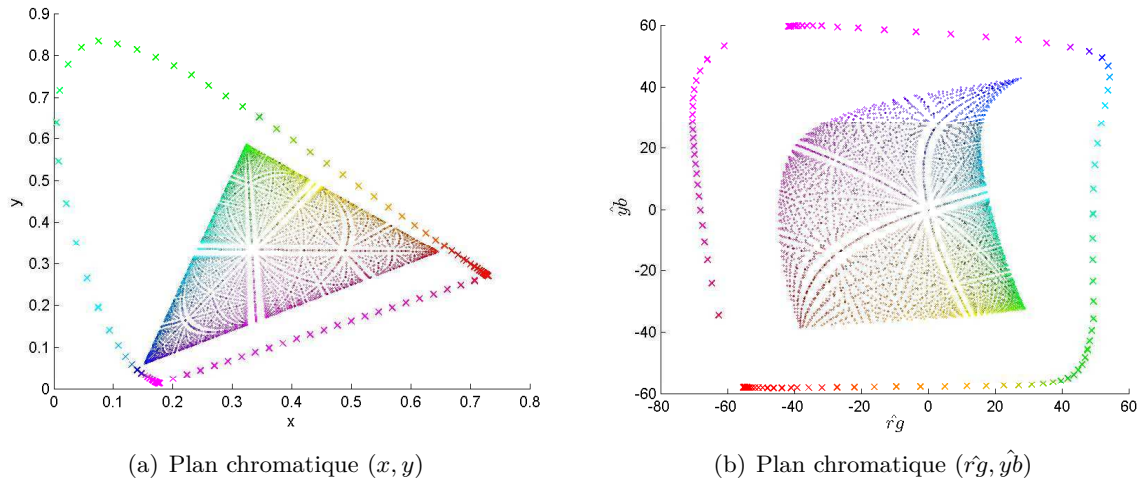 0.9
0.8
0.7
0.6
0.5
0.4
0.3
0.2
0.1
0
y
0 0.1 0.2 0.3 0.4 0.5 0.6 0.7 0.8
x
(a) Plan chromatique (x, y)
60
40
20
0
-20
-40
-60
ŷb
-80 -60 -40 -20 0 20 40 60
r̂g
(b) Plan chromatique (r̂g, ŷb)